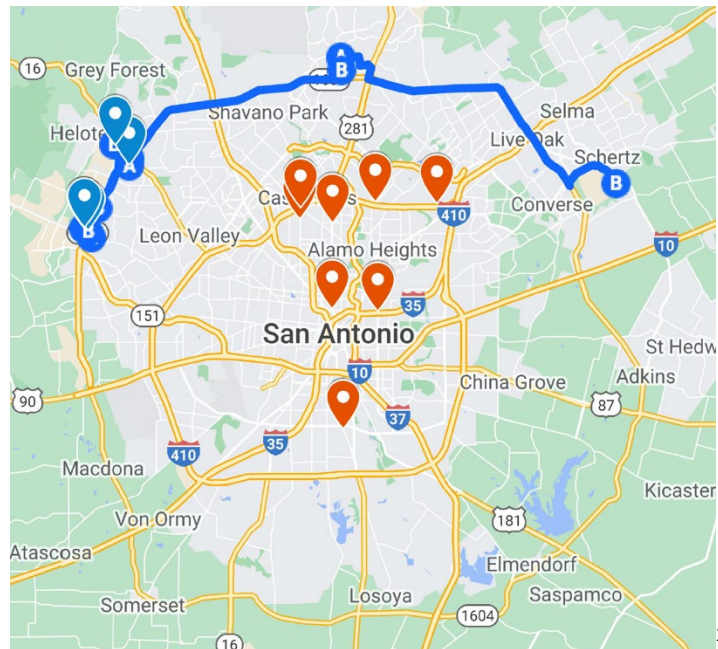 16
Grey Forest
A
B
Shavano Park
281
Selma
Live Oak
Schertz
B
Converse
A
B
Leon Valley
410
Alamo Heights
10
151
35
San Antonio
St Hedw
10
90
China Grove
Adkins
87
37
35
410
Macdona
Kicaster
Von Ormy
181
Atascosa
Elmendorf
Somerset
Losoya
1604
Saspamco
16